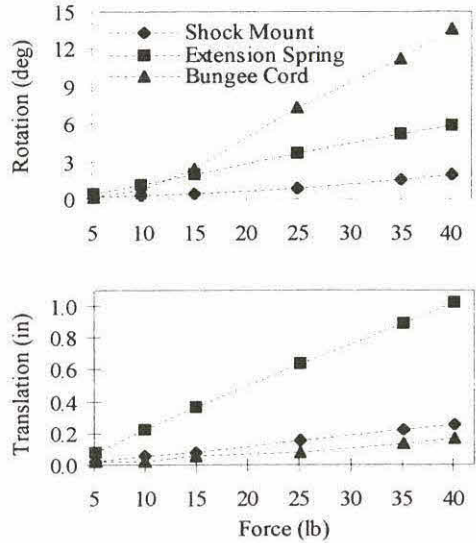 Rotation (deg)
15
12
9
6
3
0
Shock Mount
Extension Spring
Bungee Cord
5 10 15 20 25 30 35 40
Translation (in)
1.0
0.8
0.6
0.4
0.2
0.0
5 10 15 20 25 30 35 40
Force (lb)